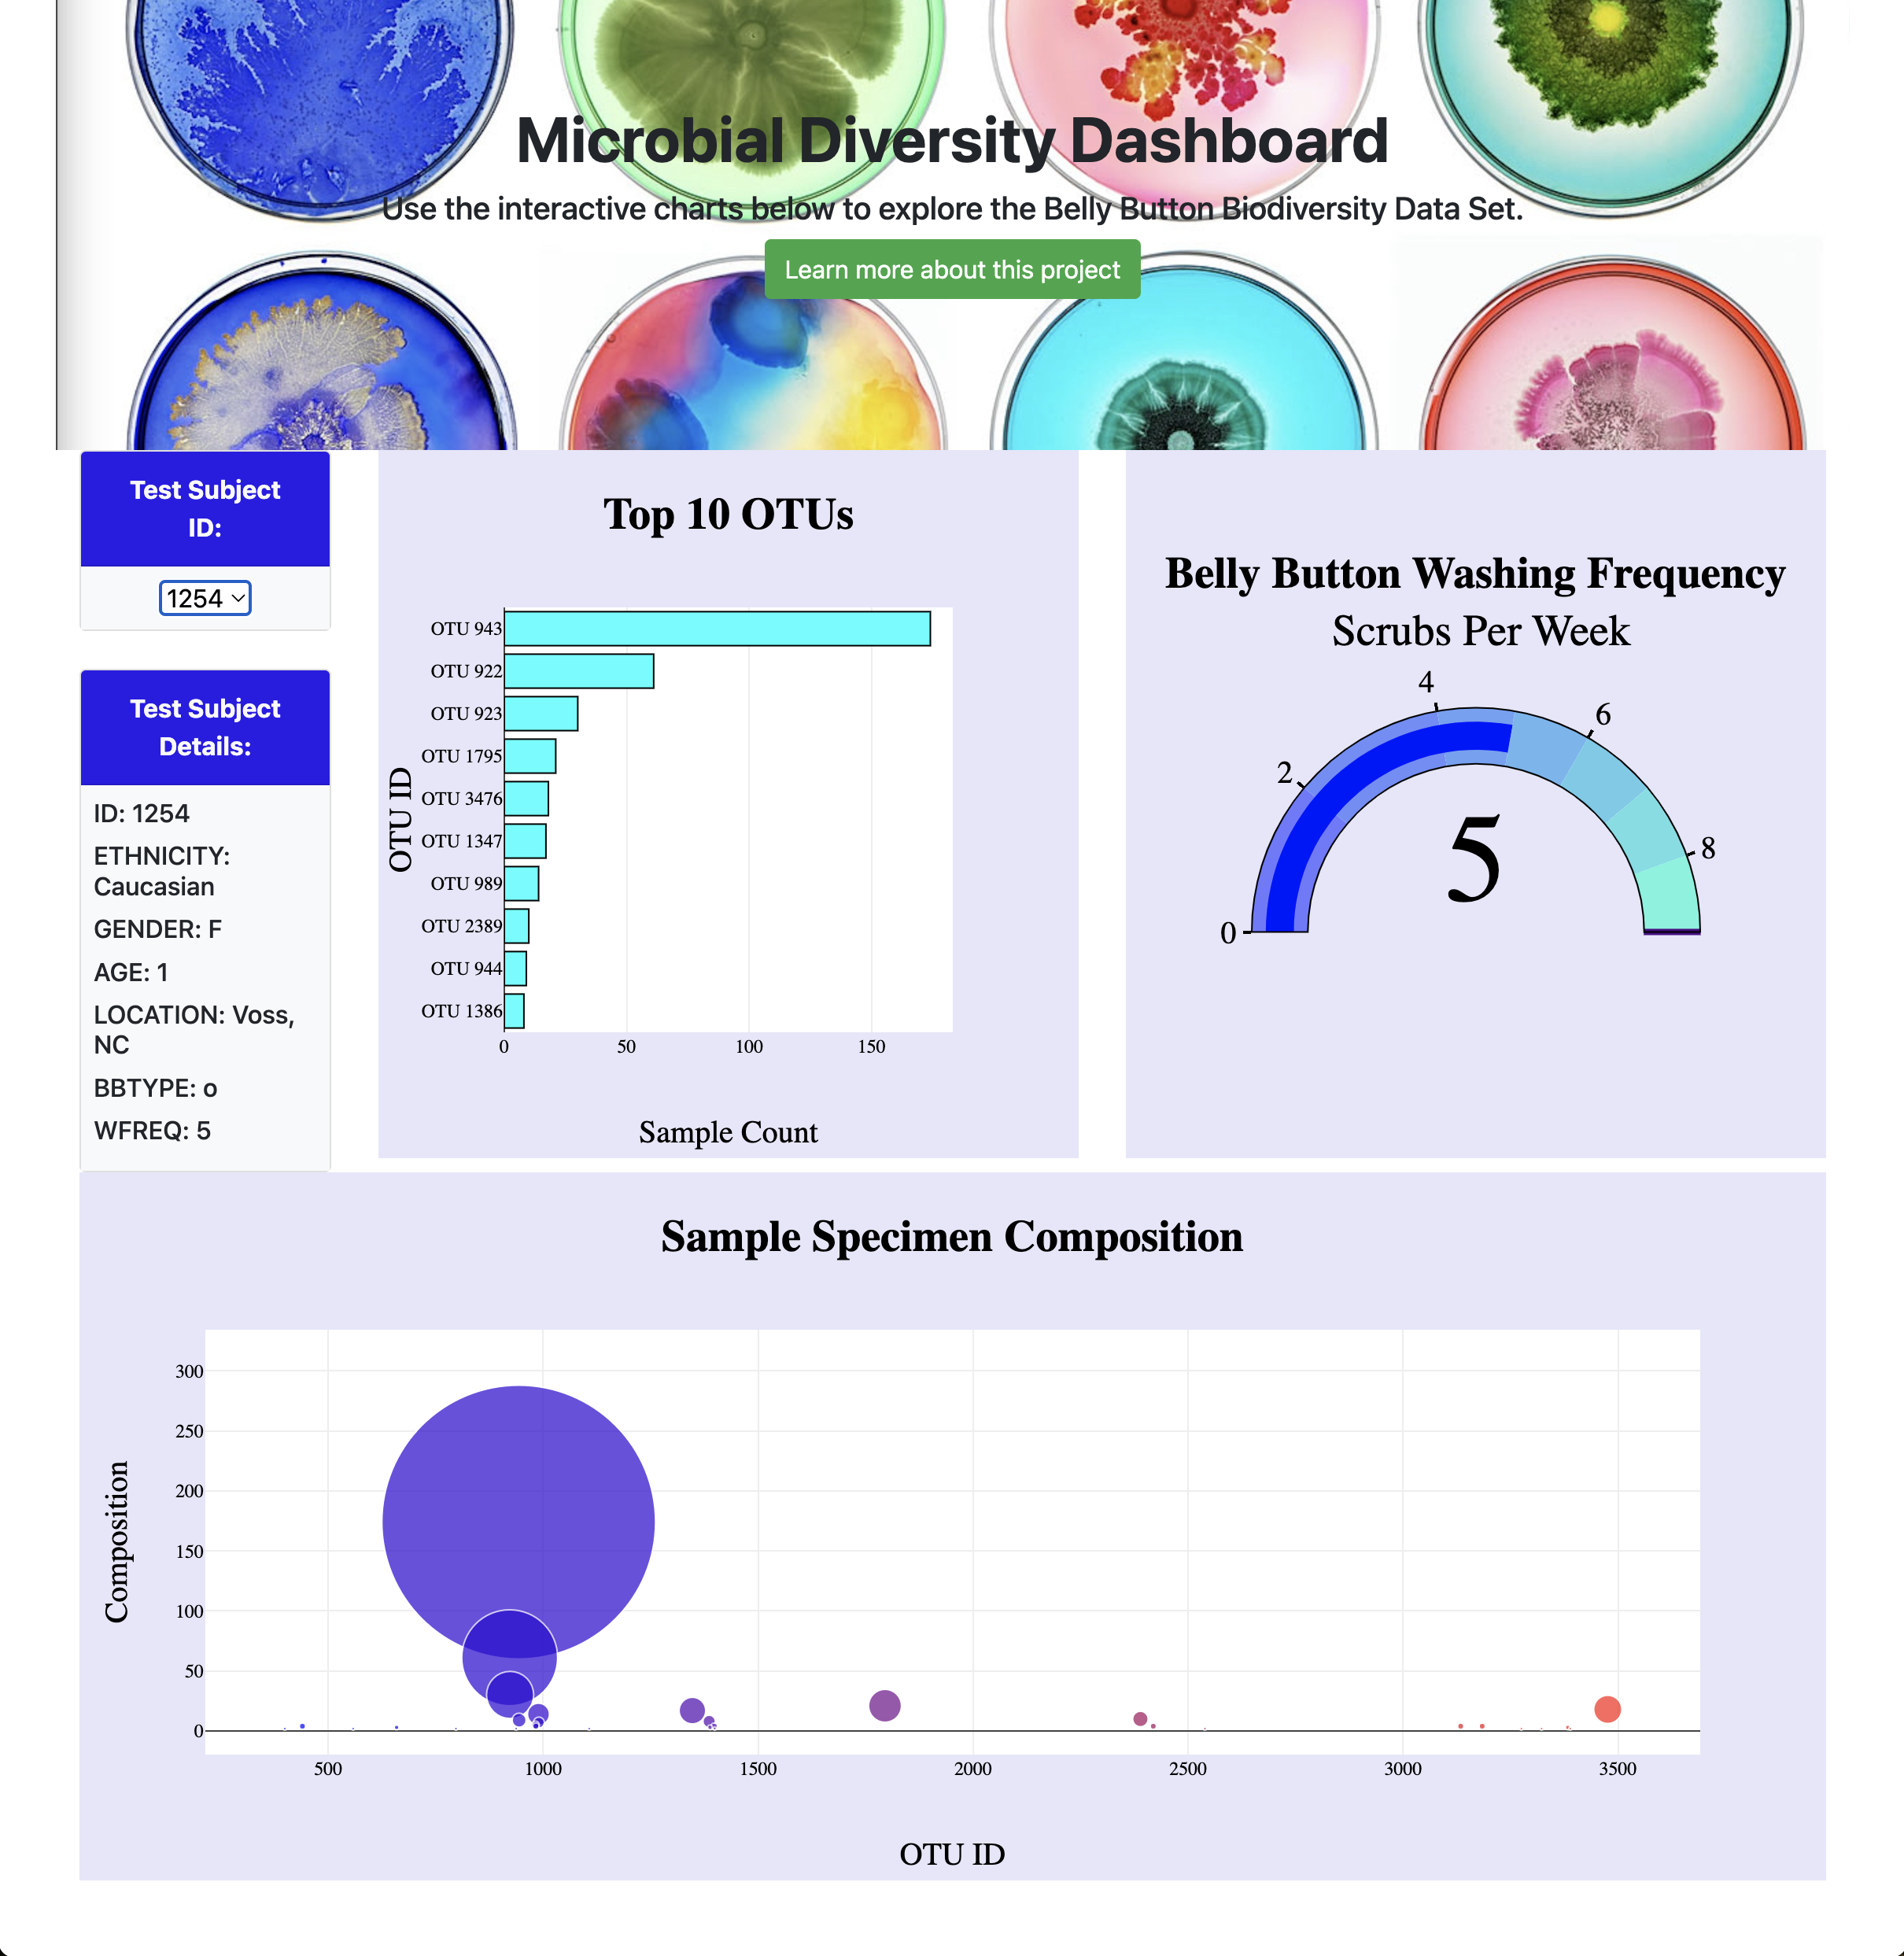 Microbial Diversity Dashboard
Use the interactive charts below to explore the Belly Button Biodiversity Data Set.
Learn more about this project
Test Subject
ID:
1254
Test Subject
Details:
ID: 1254
ETHNICITY:
Caucasian
GENDER: F
AGE: 1
LOCATION: Voss,
NC
BBTYPE: o
WFREQ: 5
Top 10 OTUs
OTU ID
OTU 943
OTU 922
OTU 923
OTU 1795
OTU 3476
OTU 1347
OTU 989
OTU 2389
OTU 944
OTU 1386
0 50 100 150
Sample Count
Belly Button Washing Frequency
Scrubs Per Week
0
2
4
6
8
5
Sample Specimen Composition
Composition
300
250
200
150
100
50
0
500 1000 1500 2000 2500 3000 3500
OTU ID